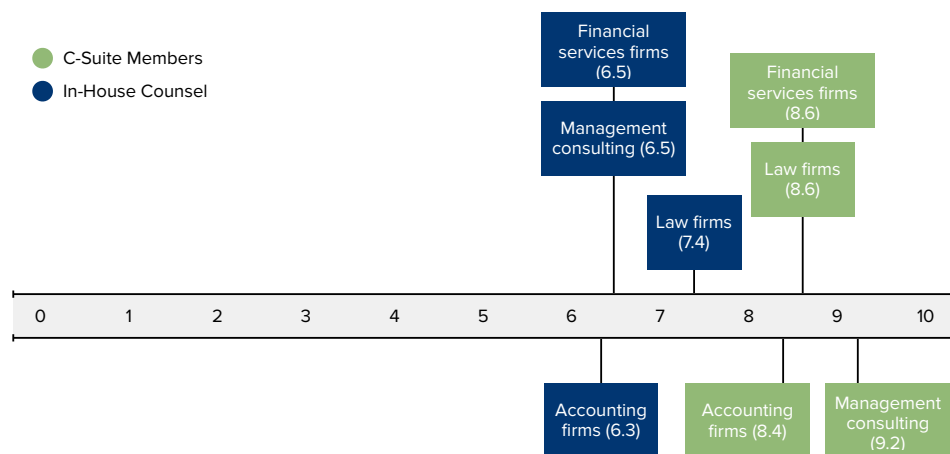 C-Suite Members
In-House Counsel
Financial
services firms
(6.5)
Management
consulting (6.5)
Law firms
(7.4)
Financial
services firms
(8.6)
Law firms
(8.6)
0 1 2 3 4 5 6 7 8 9 10
Accounting
firms (6.3)
Accounting
firms (8.4)
Management
consulting
(9.2)